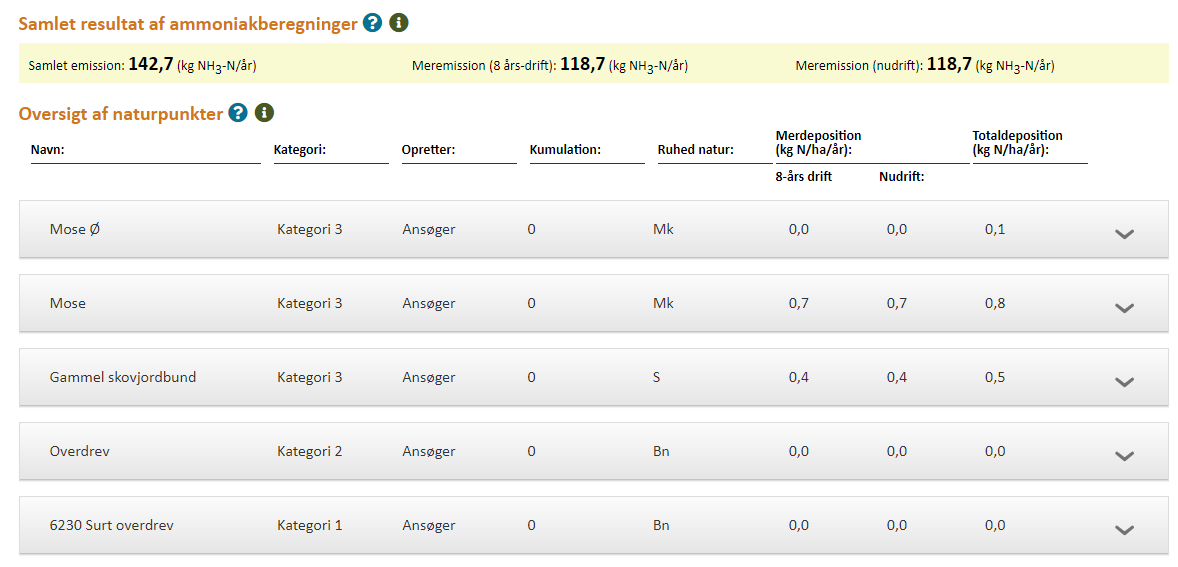 Samlet resultat af ammoniakberegninger ? i
Samlet emission: 142,7 (kg NH3-N/år) Meremission (8 års-drift): 118,7 (kg NH3-N/år) Meremission (nudrift): 118,7 (kg NH3-N/år)
Oversigt af naturpunkter ? i
Navn: Kategori: Opretter: Kumulation: Ruhed natur: Merdeposition (kg N/ha/år): Totaldeposition (kg N/ha/år):
8-års drift Nudrift:
Mose Ø Kategori 3 Ansøger 0 Mk 0,0 0,0 0,1
Mose Kategori 3 Ansøger 0 Mk 0,7 0,7 0,8
Gammel skovjordbund Kategori 3 Ansøger 0 S 0,4 0,4 0,5
Overdrev Kategori 2 Ansøger 0 Bn 0,0 0,0 0,0
6230 Surt overdrev Kategori 1 Ansøger 0 Bn 0,0 0,0 0,0